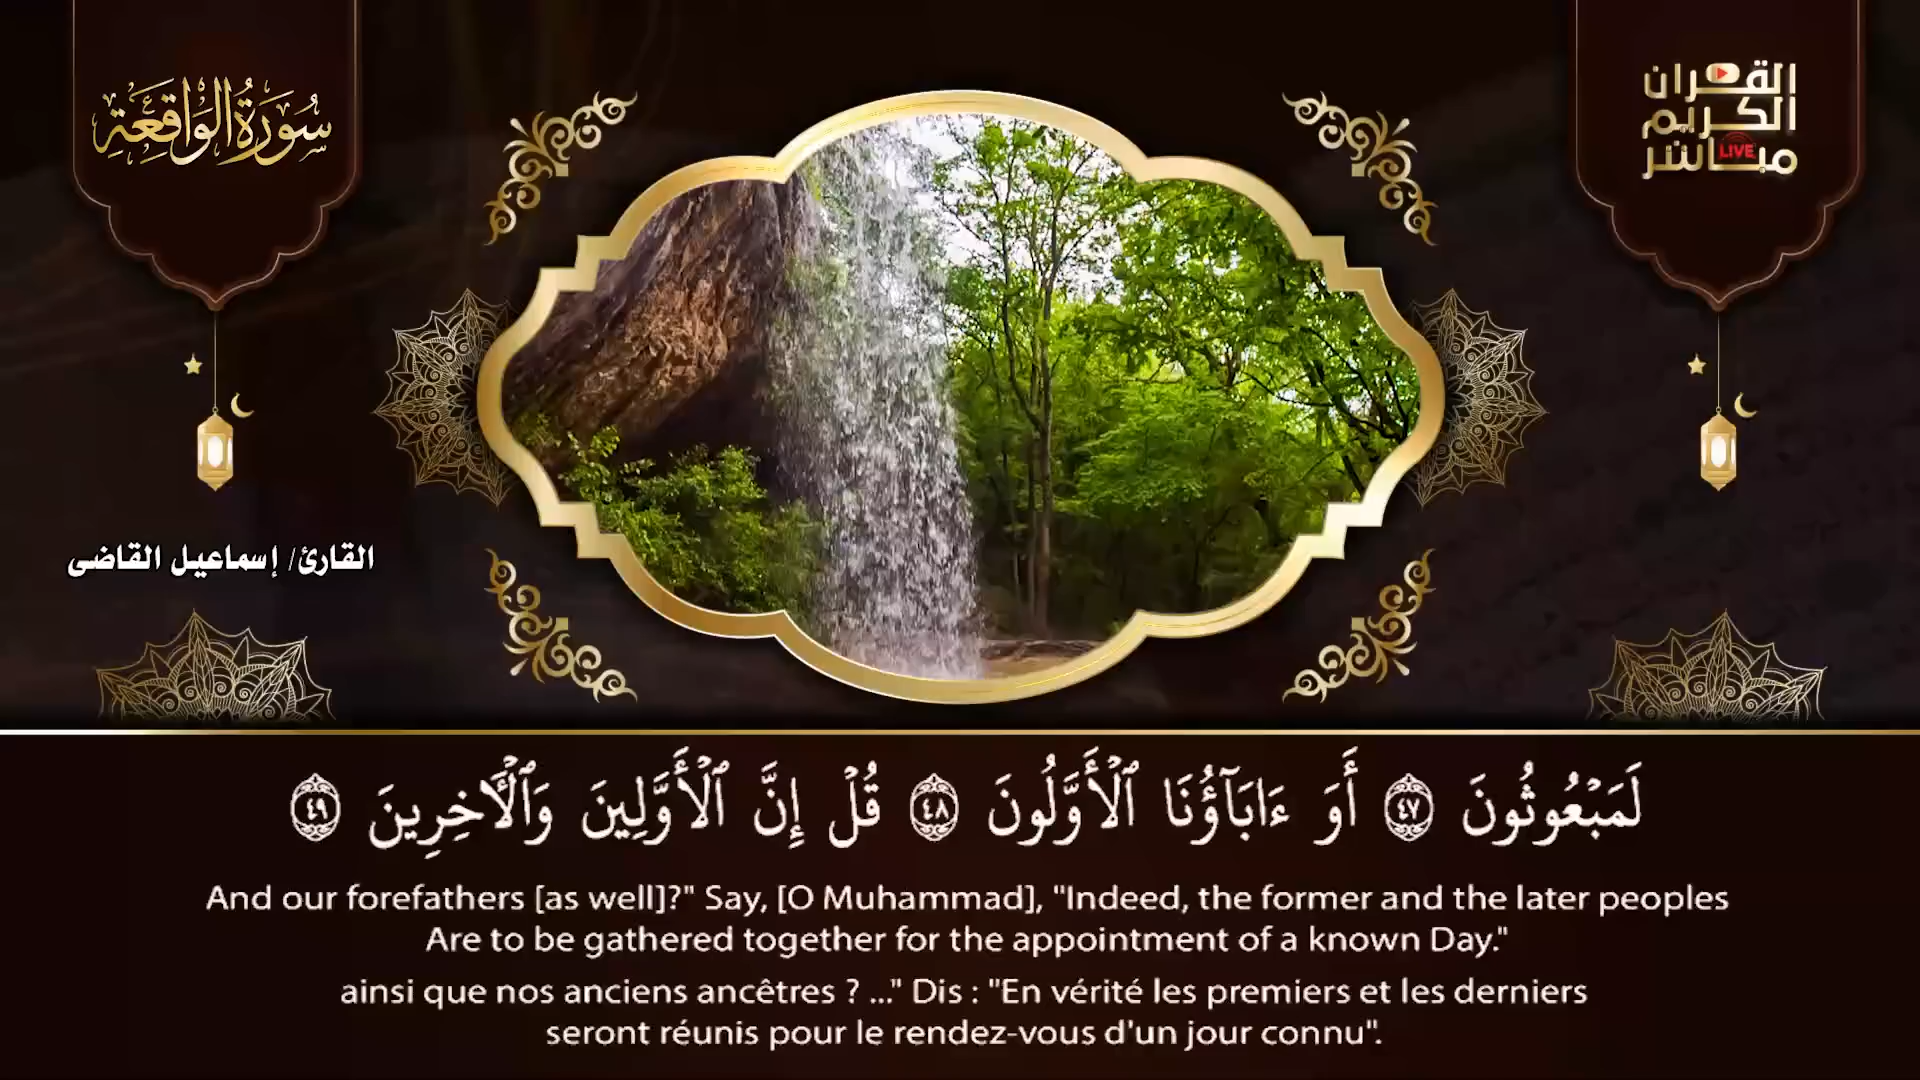 سُورَةُ الوَاقِعَةِ
القرآن
الكريم
مباشر
LIVE
القارئ/ إسماعيل القاضى
لَمَبْعُوثُونَ ٤٧ أَوَ ءَابَآؤُنَا ٱلْأَوَّلُونَ ٤٨ قُلْ إِنَّ ٱلْأَوَّلِينَ وَٱلْأَخِرِينَ ٤٩
And our forefathers [as well]?" Say, [O Muhammad], "Indeed, the former and the later peoples
Are to be gathered together for the appointment of a known Day."
ainsi que nos anciens ancêtres ? ..." Dis : "En vérité les premiers et les derniers
seront réunis pour le rendez-vous d'un jour connu".